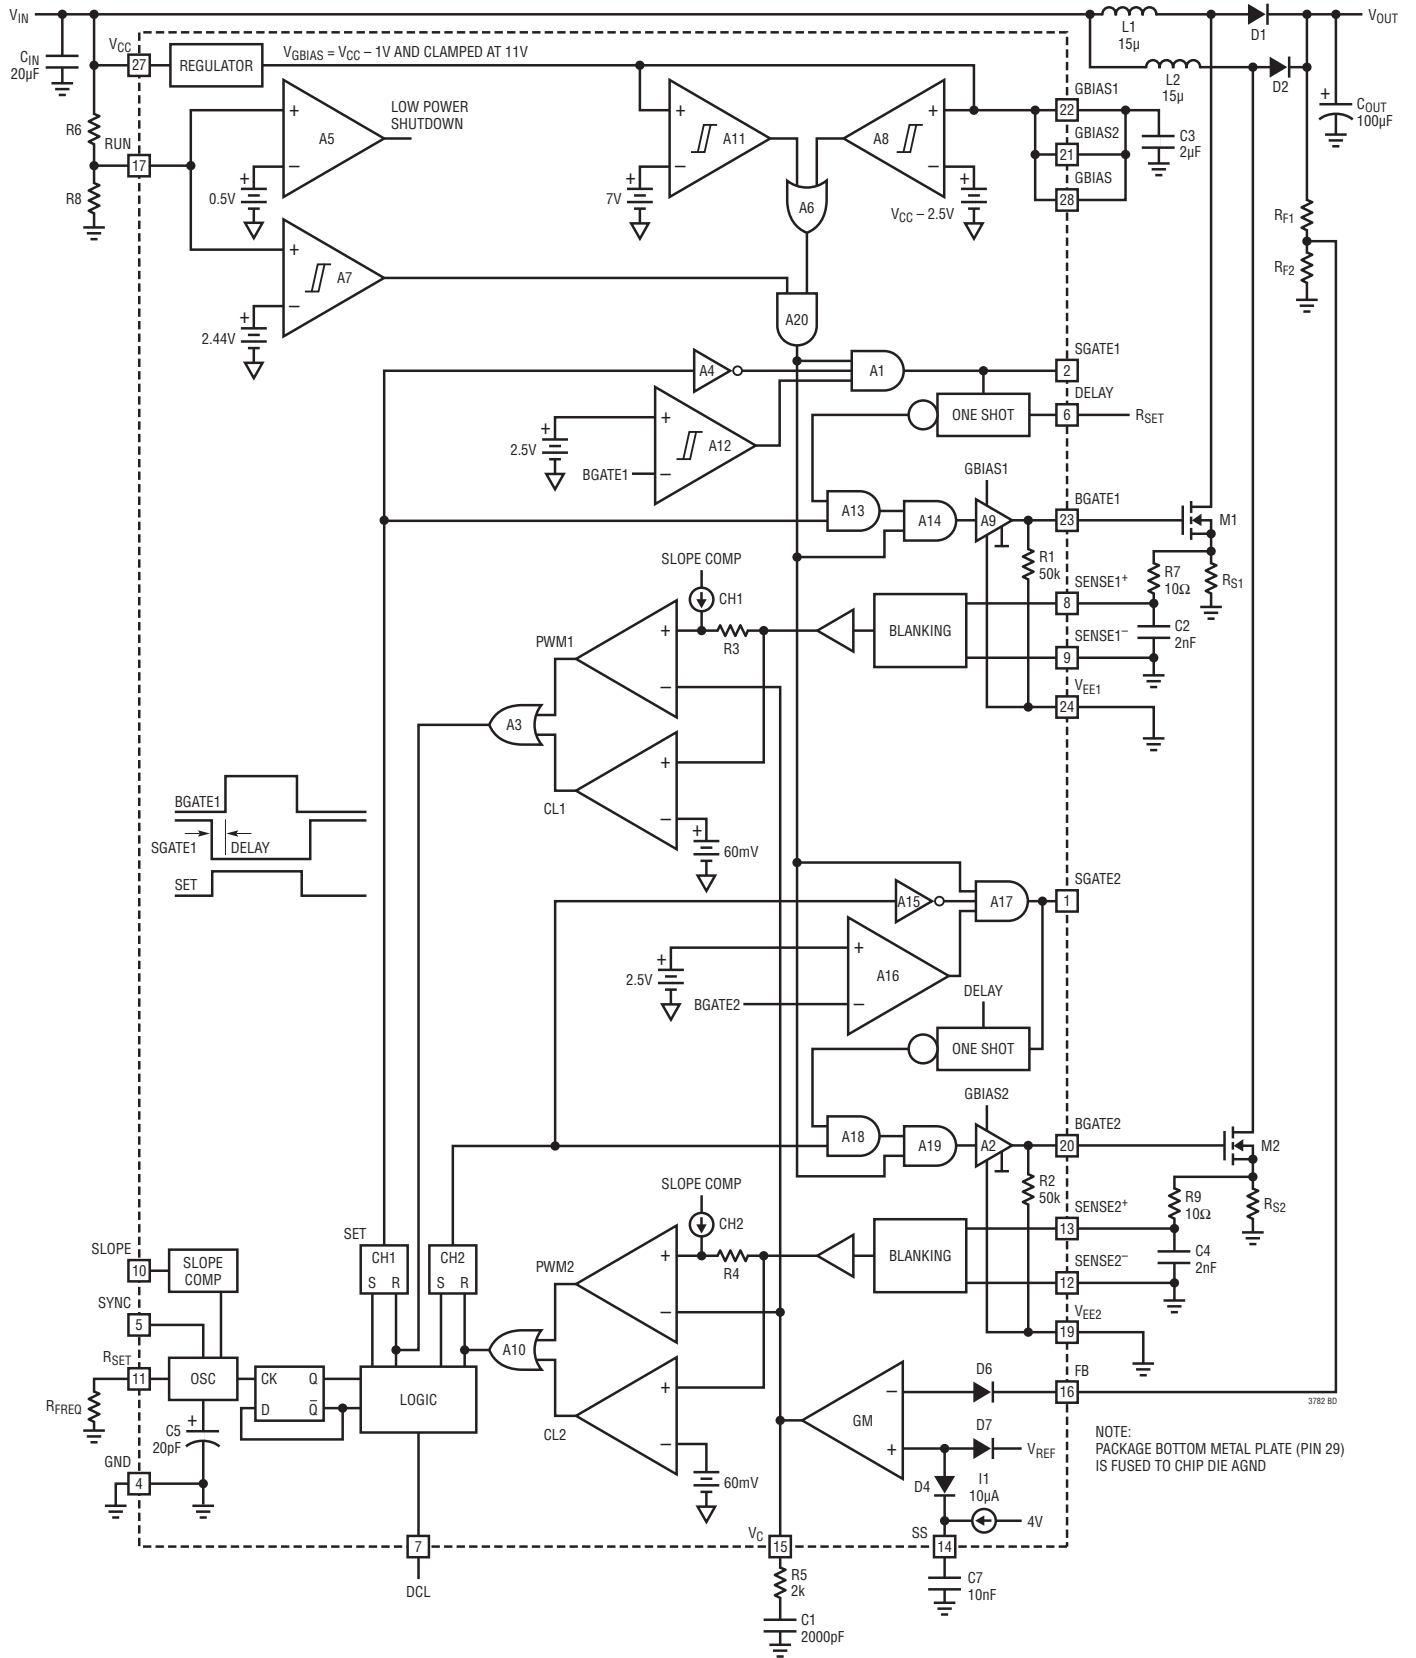 VIN
CIN
20µF
VCC
27
REGULATOR
VGBIAS = VCC – 1V AND CLAMPED AT 11V
L1
15µ
D1
VOUT
L2
15µ
D2
COUT
100µF
+
R6
RUN
17
R8
+
A5
–
LOW POWER
SHUTDOWN
+
0.5V
+
A11
–
+
7V
A8
+
–
+
VCC – 2.5V
A6
GBIAS1
22
GBIAS2
21
GBIAS
28
C3
2µF
RF1
RF2
+
A7
–
+
2.44V
A20
A4
A1
SGATE1
2
DELAY
6
RSET
ONE SHOT
+
2.5V
+
A12
–
BGATE1
GBIAS1
A13
A14
A9
BGATE1
23
M1
R1
50k
R7
10Ω
RS1
SLOPE COMP
CH1
SENSE1+
8
C2
2nF
SENSE1–
9
BLANKING
R3
PWM1
+
–
VEE1
24
A3
CL1
+
–
+
60mV
BGATE1
SGATE1
DELAY
SET
A15
A17
SGATE2
1
+
2.5V
+
A16
–
BGATE2
DELAY
ONE SHOT
GBIAS2
A18
A19
A2
BGATE2
20
M2
R2
50k
R9
10Ω
RS2
SLOPE COMP
CH2
SENSE2+
13
C4
2nF
SENSE2–
12
BLANKING
R4
PWM2
+
–
VEE2
19
SET
CH1
S R
CH2
S R
SLOPE
10
SLOPE
COMP
SYNC
5
RSET
11
OSC
RFREQ
CK Q
D Q̅
LOGIC
A10
C5
20pF
+
GND
4
CL2
+
–
60mV
GM
–
+
D6
FB
16
D7
VREF
D4
I1
10µA
4V
3782 BD
NOTE:
PACKAGE BOTTOM METAL PLATE (PIN 29)
IS FUSED TO CHIP DIE AGND
7
DCL
VC
15
SS
14
R5
2k
C7
10nF
C1
2000pF